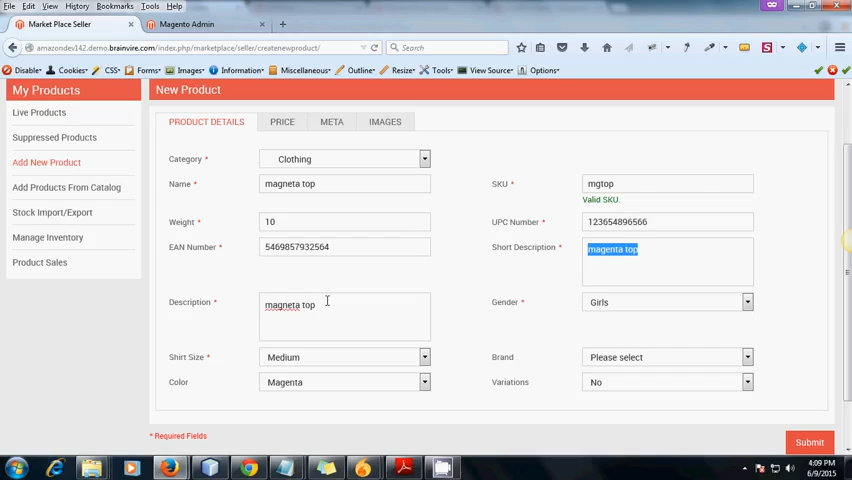 File Edit View History Bookmarks Tools Help
Market Place Seller × Magento Admin × +
amazondev142.demo.brainvire.com/index.php/marketplace/seller/createnewproduct/ Search
Disable Cookies CSS Forms Images Information Miscellaneous Outline Resize Tools View Source Options
My Products
Live Products
Suppressed Products
Add New Product
Add Products From Catalog
Stock Import/Export
Manage Inventory
Product Sales
New Product
PRODUCT DETAILS PRICE META IMAGES
Category * Clothing
Name * magneta top SKU * mgtop
Valid SKU.
Weight * 10 UPC Number * 123654896566
EAN Number * 5469857932564 Short Description * magenta top
Description * magneta top Gender * Girls
Shirt Size * Medium Brand Please select
Color Magenta Variations No
* Required Fields
Submit
4:09 PM
6/9/2015